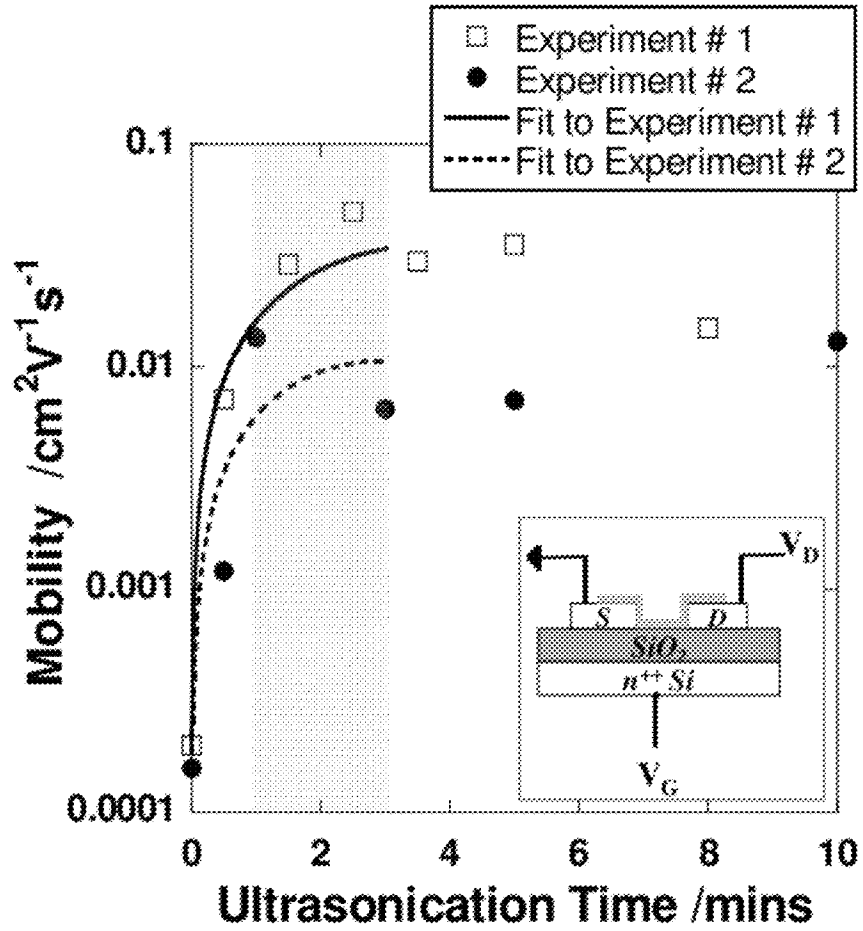 Experiment # 1
Experiment # 2
Fit to Experiment # 1
Fit to Experiment # 2
0.1
0.01
0.001
0.0001
Mobility /cm²V⁻¹s⁻¹
V_D
S
D
SiO₂
n⁺⁺ Si
V_G
0 2 4 6 8 10
Ultrasonication Time /mins